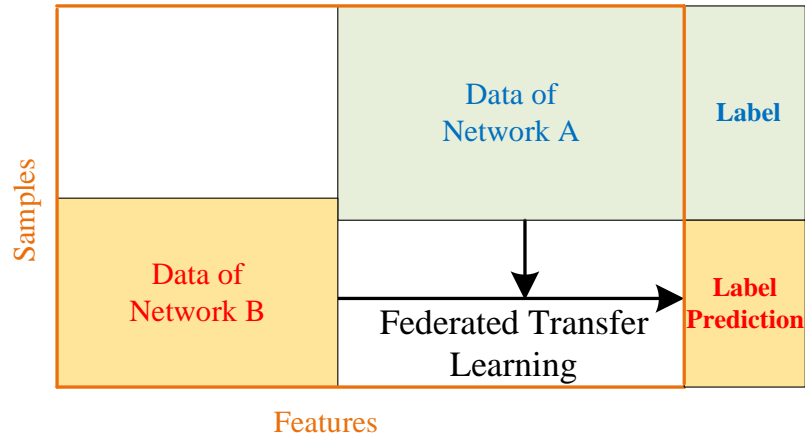 Data of
Network A
Label
Samples
Data of
Network B
Label
Prediction
Federated Transfer
Learning
Features